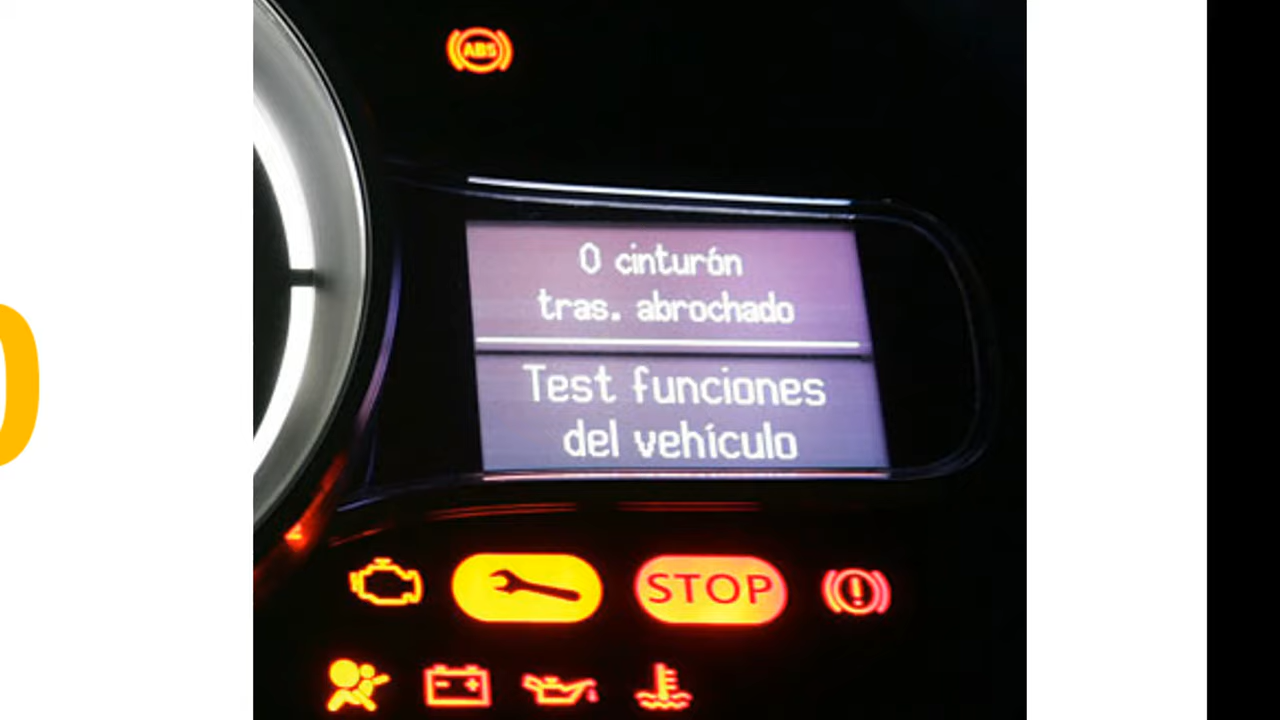 ABS
0 cinturón
tras. abrochado
Test funciones
del vehículo
STOP